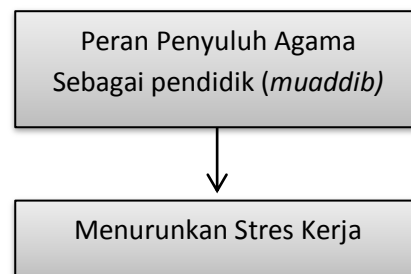 Peran Penyuluh Agama
Sebagai pendidik (muaddib)
Menurunkan Stres Kerja